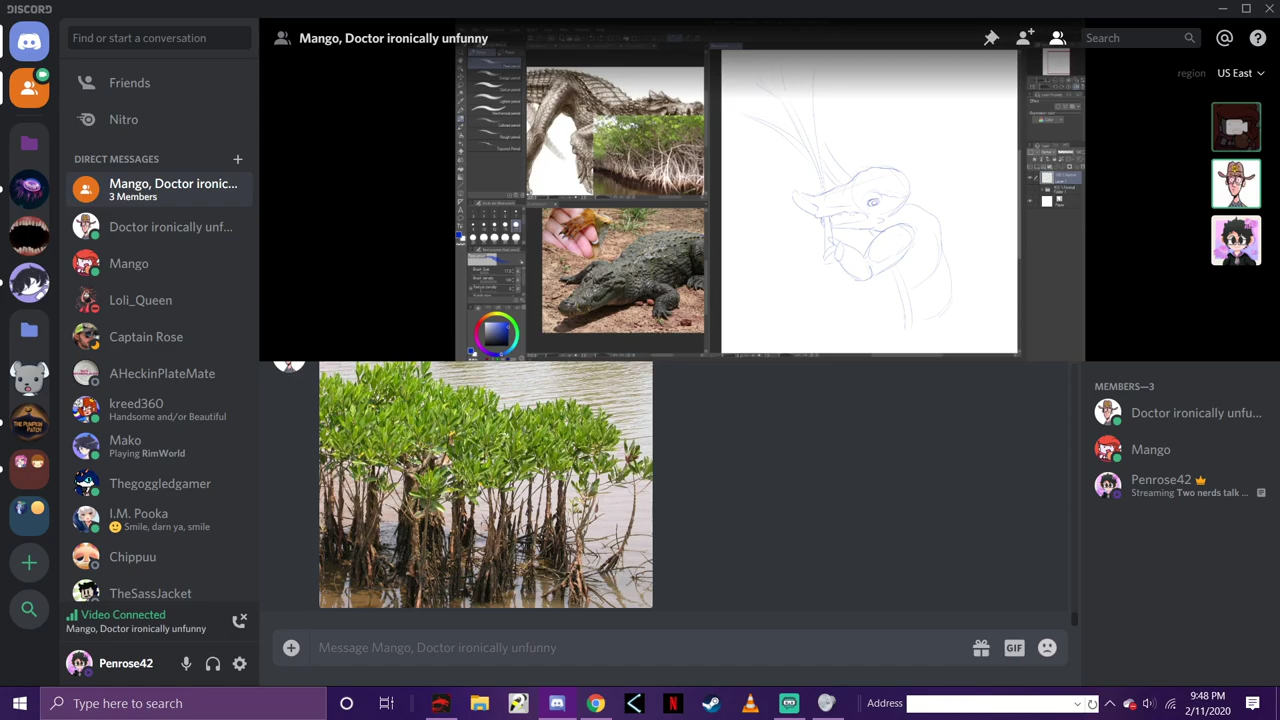 DISCORD
Find or start a conversation
Mango, Doctor ironically unfunny
Search
region
US East
Friends
Nitro
DIRECT MESSAGES
Mango, Doctor ironic...
3 Members
Doctor ironically unf...
Mango
Loli_Queen
Captain Rose
AHeckinPlateMate
kreed360
Handsome and/or Beautiful
Mako
Playing RimWorld
Thegoggledgamer
I.M. Pooka
Smile, darn ya, smile
Chippuu
TheSassJacket
THE PUMPKIN
PATCH
MEMBERS—3
Doctor ironically unfu...
Mango
Penrose42
Streaming Two nerds talk ...
Video Connected
Mango, Doctor ironically unfunny
Penrose42
Message Mango, Doctor ironically unfunny
GIF
Type here to search
Address
9:48 PM
2/11/2020